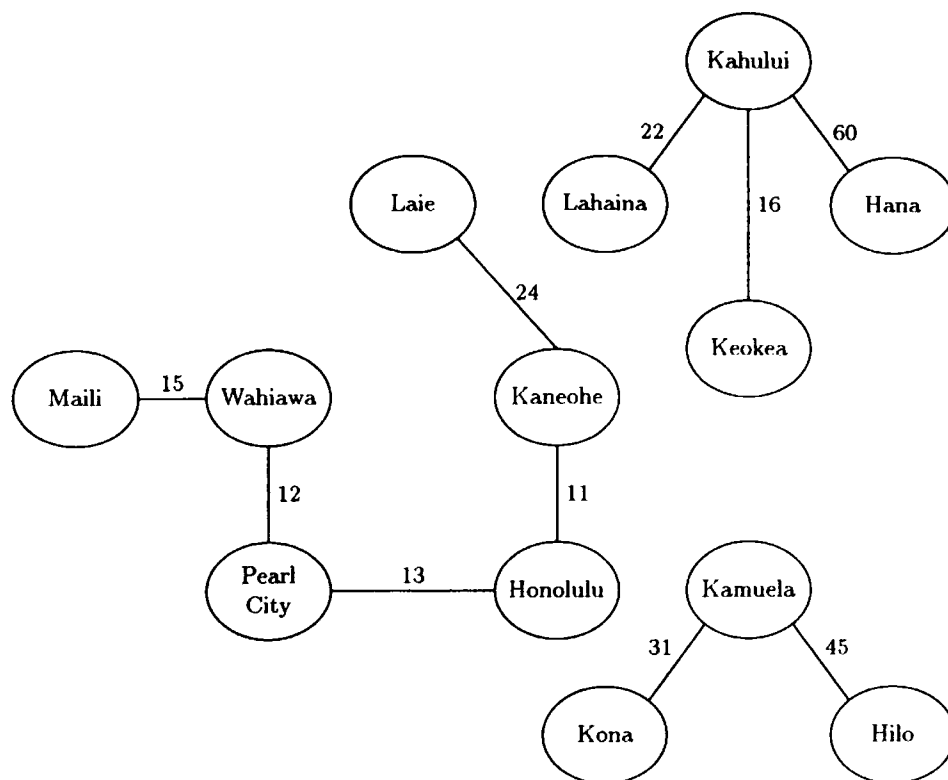 Kahului
22
60
Laie
Lahaina
16
Hana
24
Keokea
Maili
15
Wahiawa
Kaneohe
12
11
Pearl
City
13
Honolulu
Kamuela
31
45
Kona
Hilo